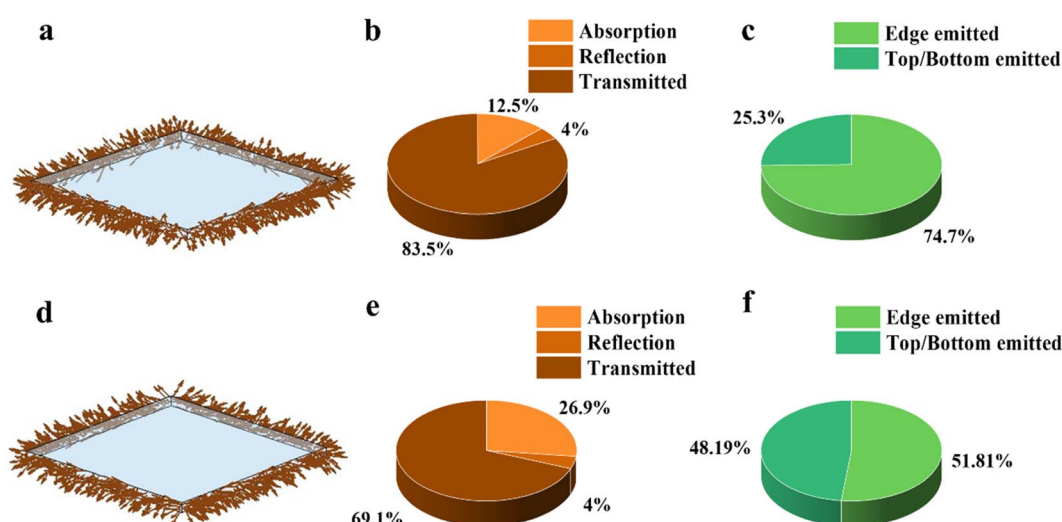 a
b
Absorption
Reflection
Transmitted
12.5%
4%
83.5%
c
Edge emitted
Top/Bottom emitted
25.3%
74.7%
d
e
Absorption
Reflection
Transmitted
26.9%
4%
69.1%
f
Edge emitted
Top/Bottom emitted
48.19%
51.81%